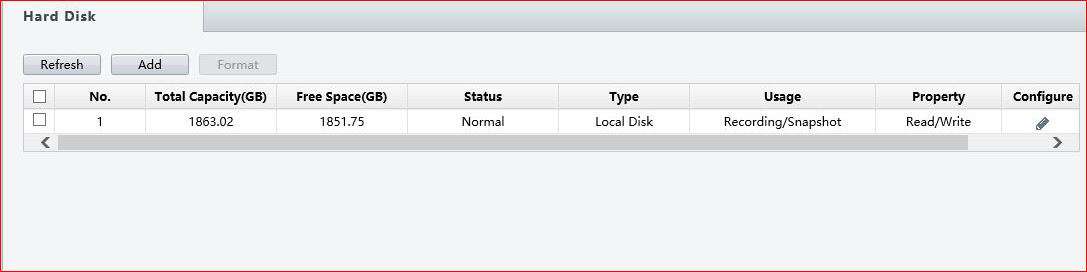 Hard Disk
Refresh Add Format
No. Total Capacity(GB) Free Space(GB) Status Type Usage Property Configure
1 1863.02 1851.75 Normal Local Disk Recording/Snapshot Read/Write